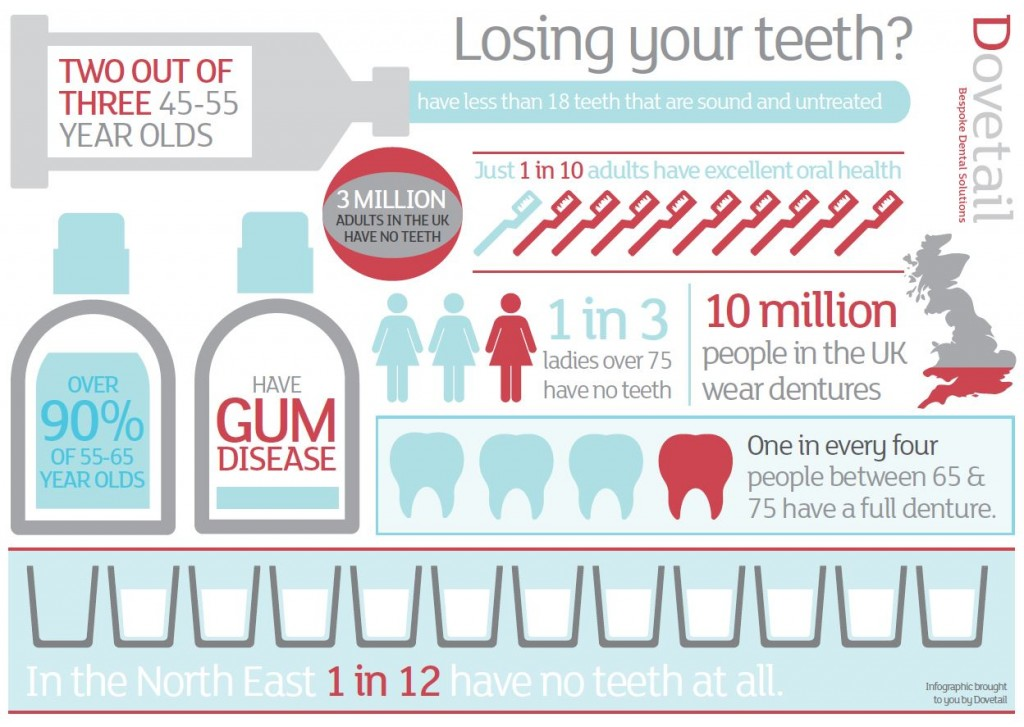 Losing your teeth?
Dovetail
Bespoke Dental Solutions
TWO OUT OF
THREE 45-55
YEAR OLDS
have less than 18 teeth that are sound and untreated
3 MILLION
ADULTS IN THE UK
HAVE NO TEETH
Just 1 in 10 adults have excellent oral health
OVER
90%
OF 55-65
YEAR OLDS
HAVE
GUM
DISEASE
1 in 3
ladies over 75
have no teeth
10 million
people in the UK
wear dentures
One in every four
people between 65 &
75 have a full denture.
In the North East 1 in 12 have no teeth at all.
Infographic brought
to you by Dovetail